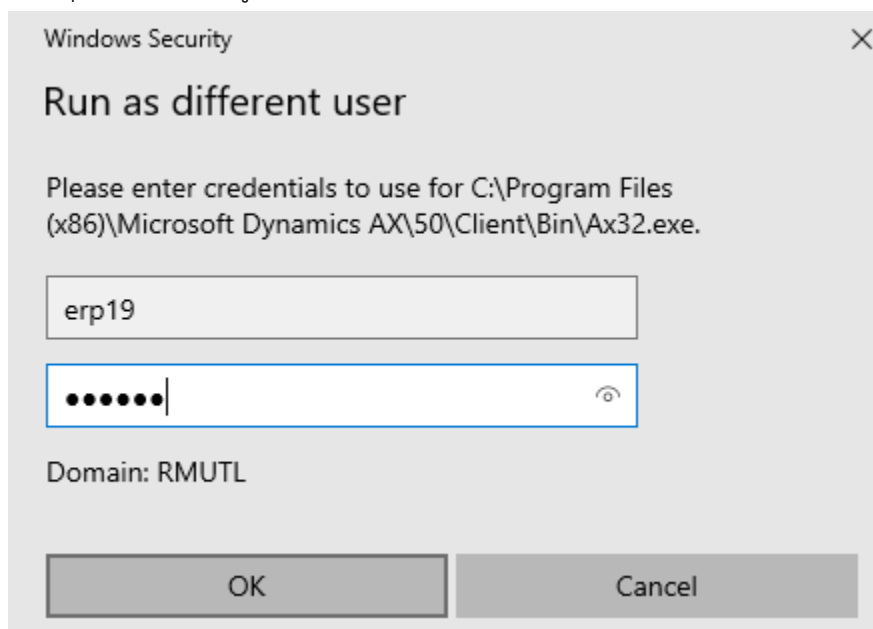 Windows Security
Run as different user
Please enter credentials to use for C:\Program Files
(x86)\Microsoft Dynamics AX\50\Client\Bin\Ax32.exe.
erp19
Domain: RMUTL
OK
Cancel